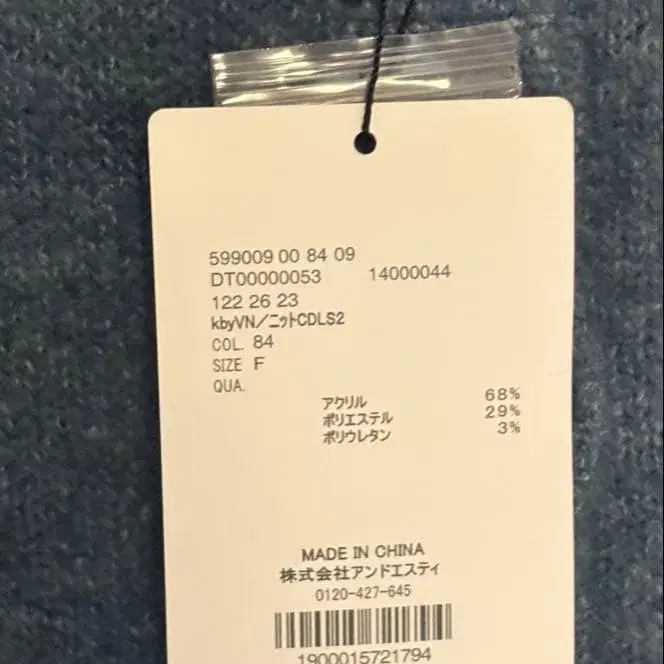 599009 00 84 09
DT00000053 14000044
122 26 23
kbyVN/ニットCDLS2
COL. 84
SIZE F
QUA.
アクリル 68%
ポリエステル 29%
ポリウレタン 3%
MADE IN CHINA
株式会社アンドエスティ
0120-427-645
1900015721794